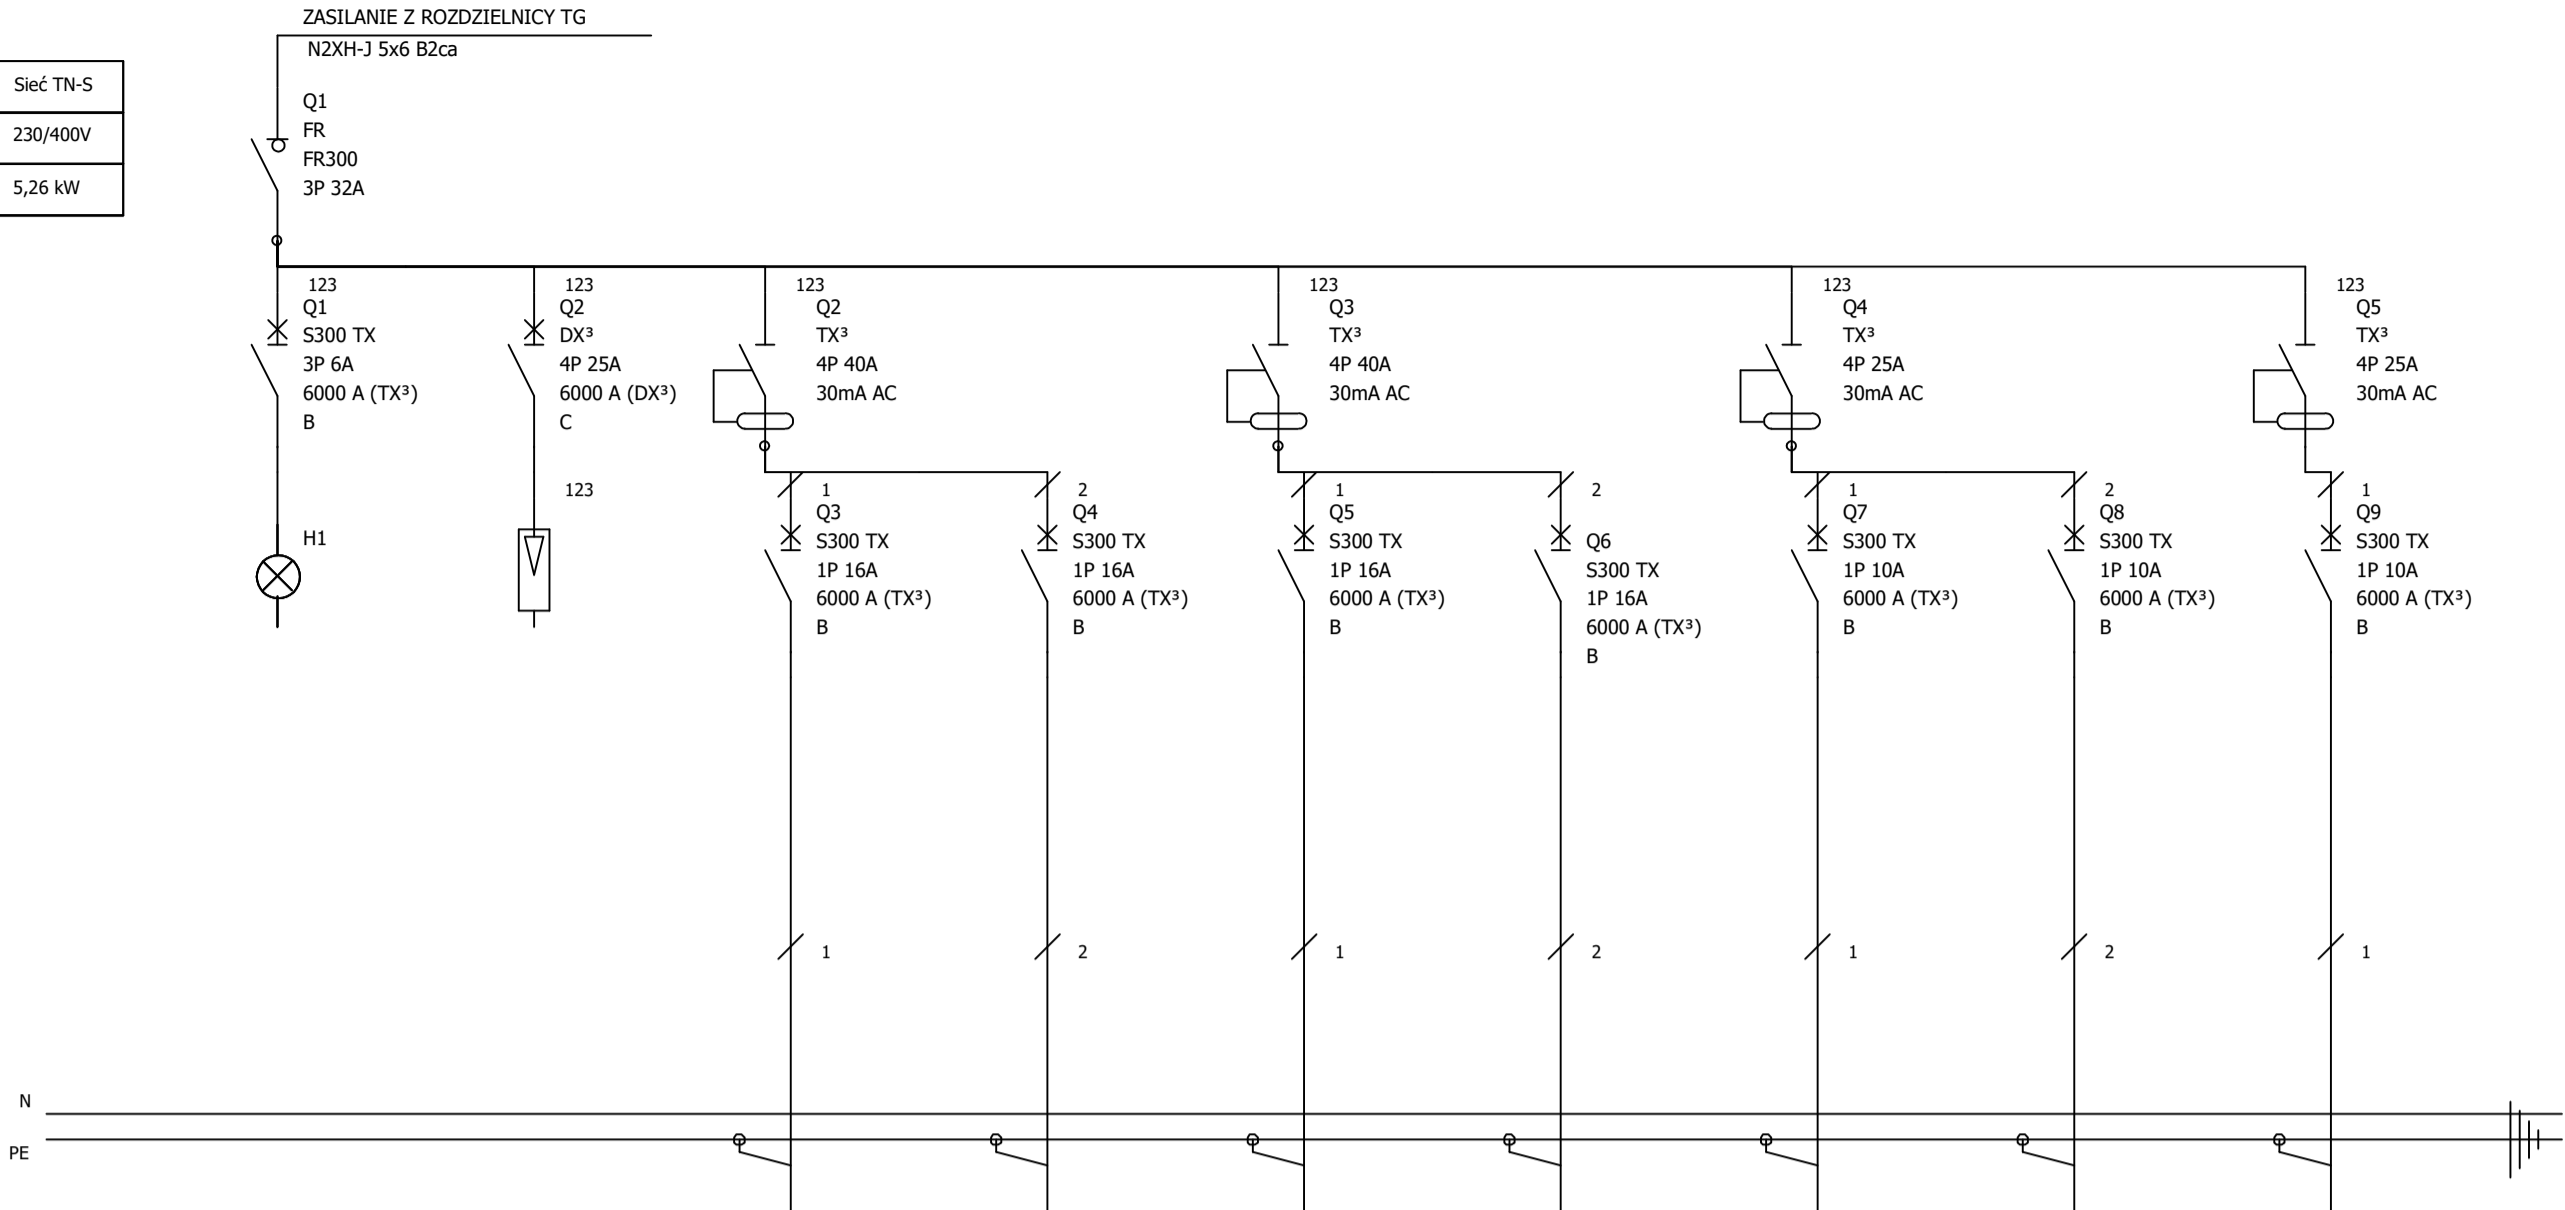 ZASILANIE Z ROZDZIELNICY TG
N2XH-J 5x6 B2ca
Sieć TN-S
230/400V
5,26 kW
Q1
FR
FR300
3P 32A
123
Q1
S300 TX
3P 6A
6000 A (TX³)
B
H1
123
Q2
DX³
4P 25A
6000 A (DX³)
C
123
123
Q2
TX³
4P 40A
30mA AC
1
Q3
S300 TX
1P 16A
6000 A (TX³)
B
1
2
Q4
S300 TX
1P 16A
6000 A (TX³)
B
2
123
Q3
TX³
4P 40A
30mA AC
1
Q5
S300 TX
1P 16A
6000 A (TX³)
B
1
2
Q6
S300 TX
1P 16A
6000 A (TX³)
B
2
123
Q4
TX³
4P 25A
30mA AC
1
Q7
S300 TX
1P 10A
6000 A (TX³)
B
1
2
Q8
S300 TX
1P 10A
6000 A (TX³)
B
2
123
Q5
TX³
4P 25A
30mA AC
1
Q9
S300 TX
1P 10A
6000 A (TX³)
B
1
N
PE